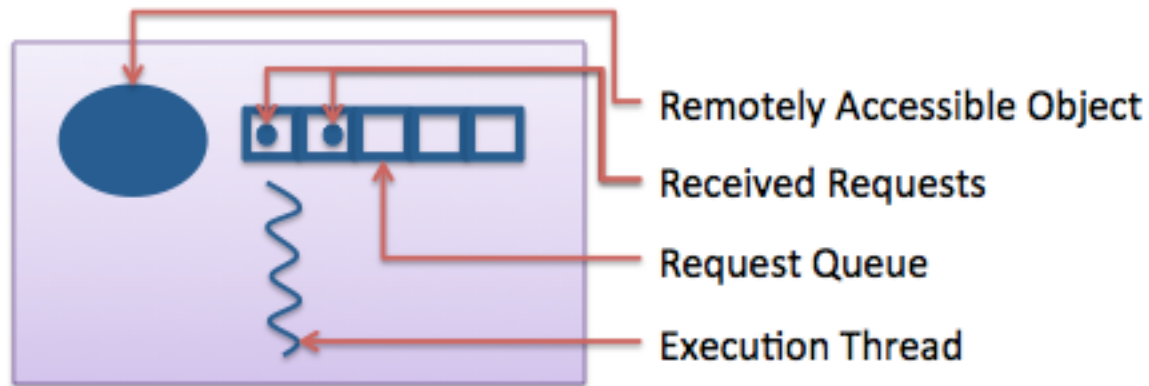 Remotely Accessible Object
Received Requests
Request Queue
Execution Thread